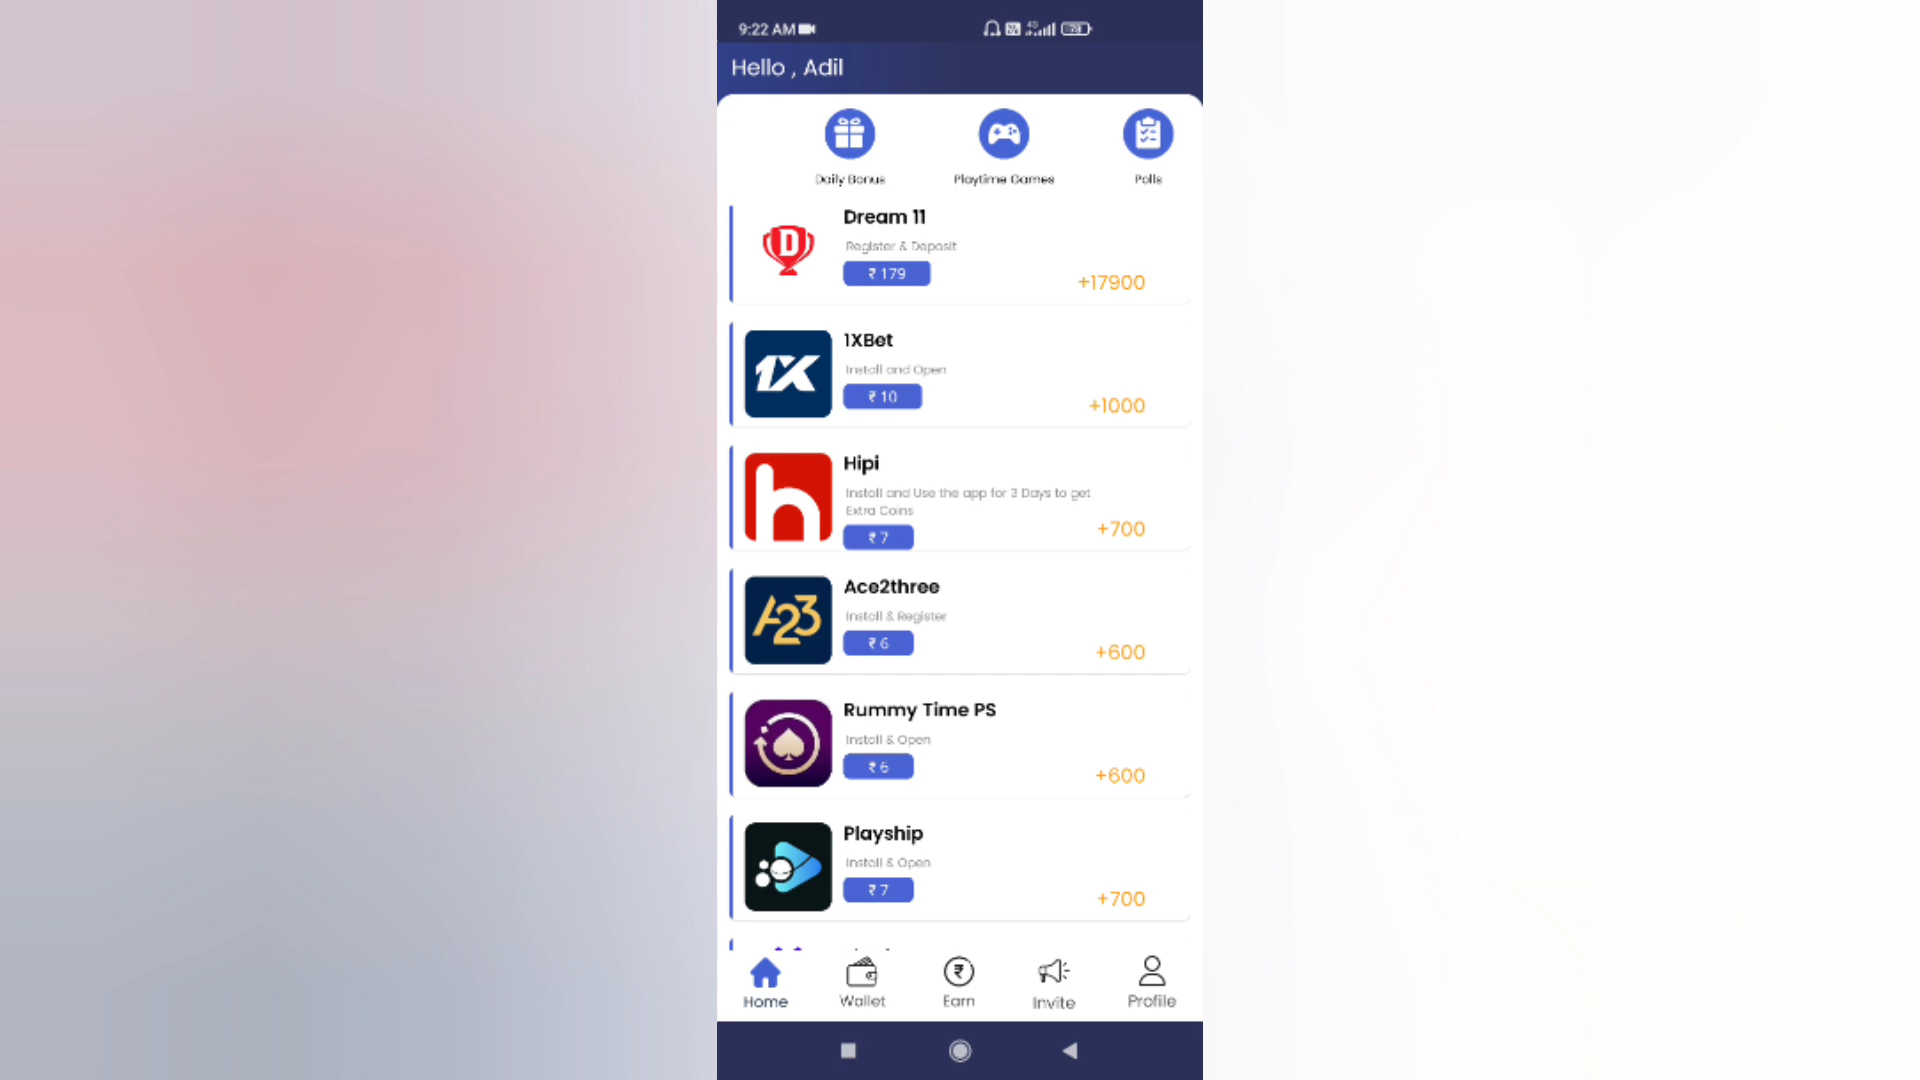 9:22 AM
Hello , Adil
Daily Bonus
Playtime Games
Polls
Dream 11
Register & Deposit
₹ 179
+17900
1XBet
Install and Open
₹ 10
+1000
Hipi
Install and Use the app for 3 Days to get
Extra Coins
₹ 7
+700
Ace2three
Install & Register
₹ 6
+600
Rummy Time PS
Install & Open
₹ 6
+600
Playship
Install & Open
₹ 7
+700
Home
Wallet
Earn
Invite
Profile